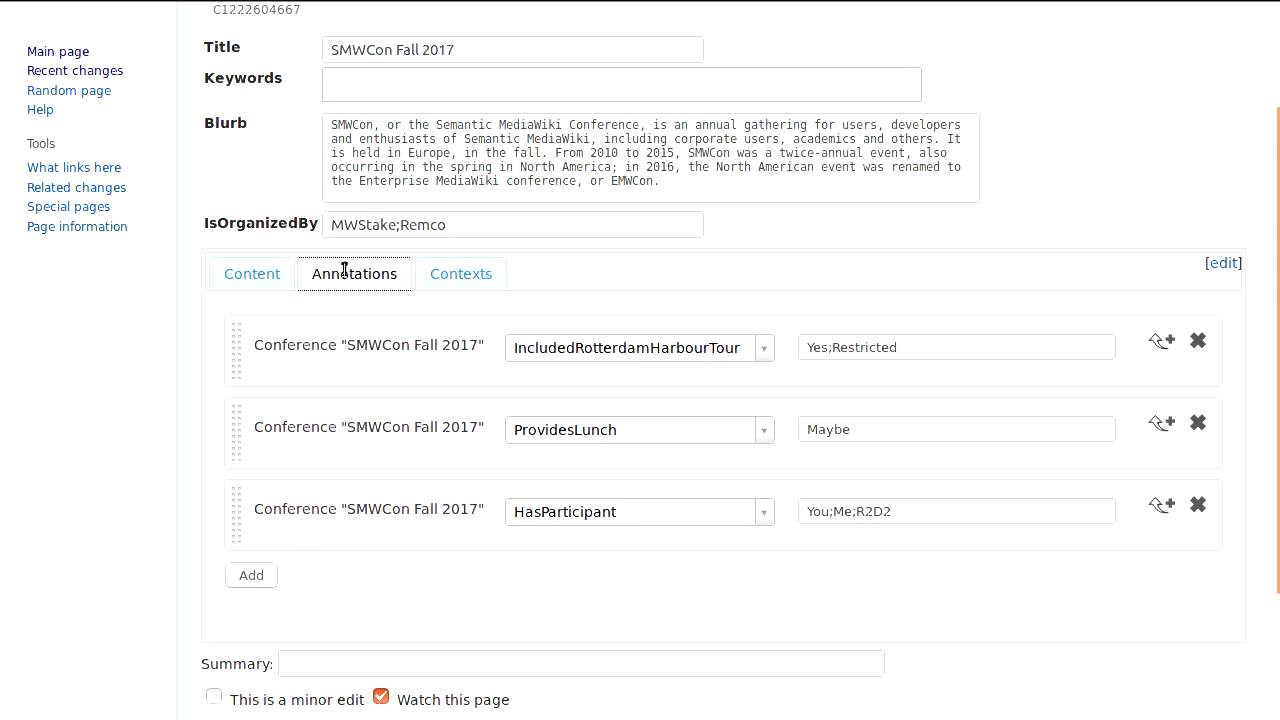 C1222604667
Main page
Recent changes
Random page
Help
Tools
What links here
Related changes
Special pages
Page information
Title SMWCon Fall 2017
Keywords
Blurb
SMWCon, or the Semantic MediaWiki Conference, is an annual gathering for users, developers
and enthusiasts of Semantic MediaWiki, including corporate users, academics and others. It
is held in Europe, in the fall. From 2010 to 2015, SMWCon was a twice-annual event, also
occurring in the spring in North America; in 2016, the North American event was renamed to
the Enterprise MediaWiki conference, or EMWCon.
IsOrganizedBy MWStake;Remco
Content Annotations Contexts [edit]
Conference "SMWCon Fall 2017" IncludedRotterdamHarbourTour Yes;Restricted
Conference "SMWCon Fall 2017" ProvidesLunch Maybe
Conference "SMWCon Fall 2017" HasParticipant You;Me;R2D2
Add
Summary:
This is a minor edit Watch this page